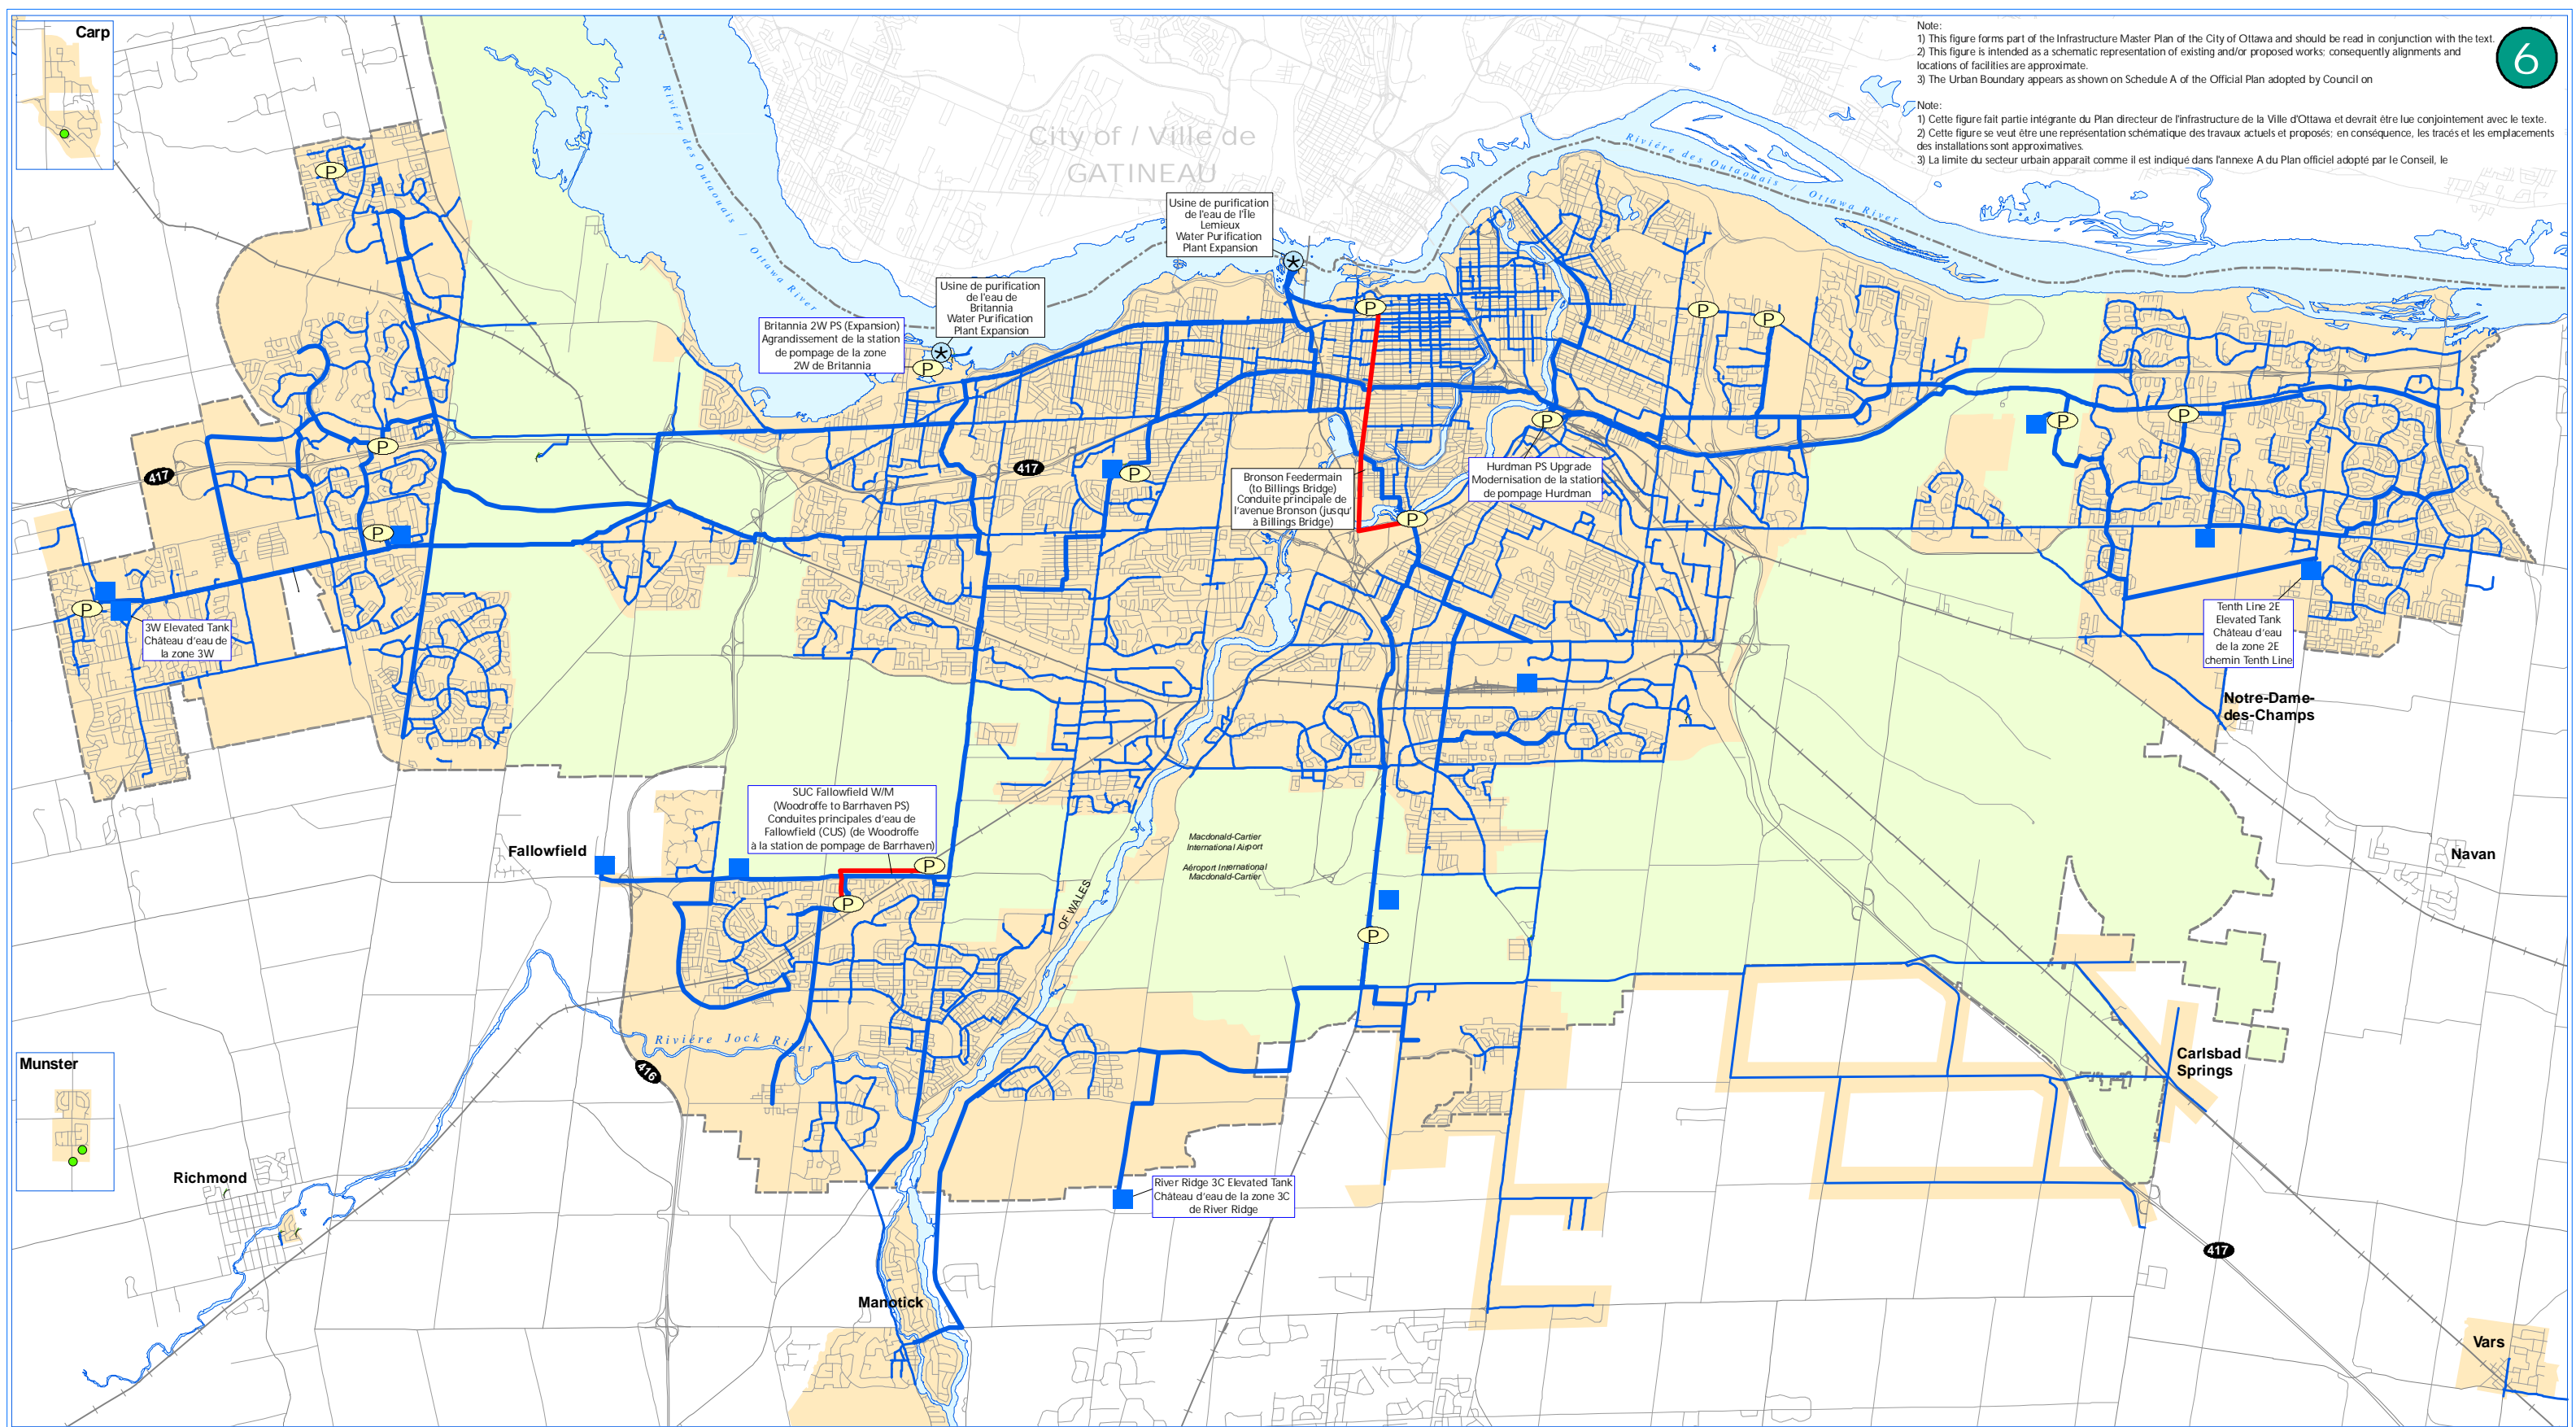 Carp
Note:
1) This figure forms part of the Infrastructure Master Plan of the City of Ottawa and should be read in conjunction with the text.
2) This figure is intended as a schematic representation of existing and/or proposed works; consequently alignments and
locations of facilities are approximate.
3) The Urban Boundary appears as shown on Schedule A of the Official Plan adopted by Council on
6
Note:
1) Cette figure fait partie intégrante du Plan directeur de l'infrastructure de la Ville d'Ottawa et devrait être lue conjointement avec le texte.
2) Cette figure se veut être une représentation schématique des travaux actuels et proposés; en conséquence, les tracés et les emplacements
des installations sont approximatives.
3) La limite du secteur urbain apparaît comme il est indiqué dans l'annexe A du Plan officiel adopté par le Conseil, le
City of / Ville de
GATINEAU
Rivière des Outaouais / Ottawa River
Riviére des Outaouais / Ottawa River
P
Usine de purification
de l'eau de l'Île
Lemieux
Water Purification
Plant Expansion
Usine de purification
de l'eau de
Britannia
Water Purification
Plant Expansion
Britannia 2W PS (Expansion)
Agrandissement de la station
de pompage de la zone
2W de Britannia
P
P
P
P
P
P
P
P
P
417
417
P
Bronson Feedermain
(to Billings Bridge)
Conduite principale de
l'avenue Bronson (jusqu'
à Billings Bridge)
Hurdman PS Upgrade
Modernisation de la station
de pompage Hurdman
P
P
P
3W Elevated Tank
Château d'eau de
la zone 3W
Tenth Line 2E
Elevated Tank
Château d'eau
de la zone 2E
chemin Tenth Line
Notre-Dame-
des-Champs
SUC Fallowfield W/M
(Woodroffe to Barrhaven PS)
Conduites principales d'eau de
Fallowfield (CUS) (de Woodroffe
à la station de pompage de Barrhaven)
Fallowfield
P
P
Macdonald-Cartier
International Airport
Aéroport International
Macdonald-Cartier
OF WALES
P
Navan
Riviére Jock River
416
Munster
Carlsbad
Springs
Richmond
River Ridge 3C Elevated Tank
Château d'eau de la zone 3C
de River Ridge
417
Manotick
Vars